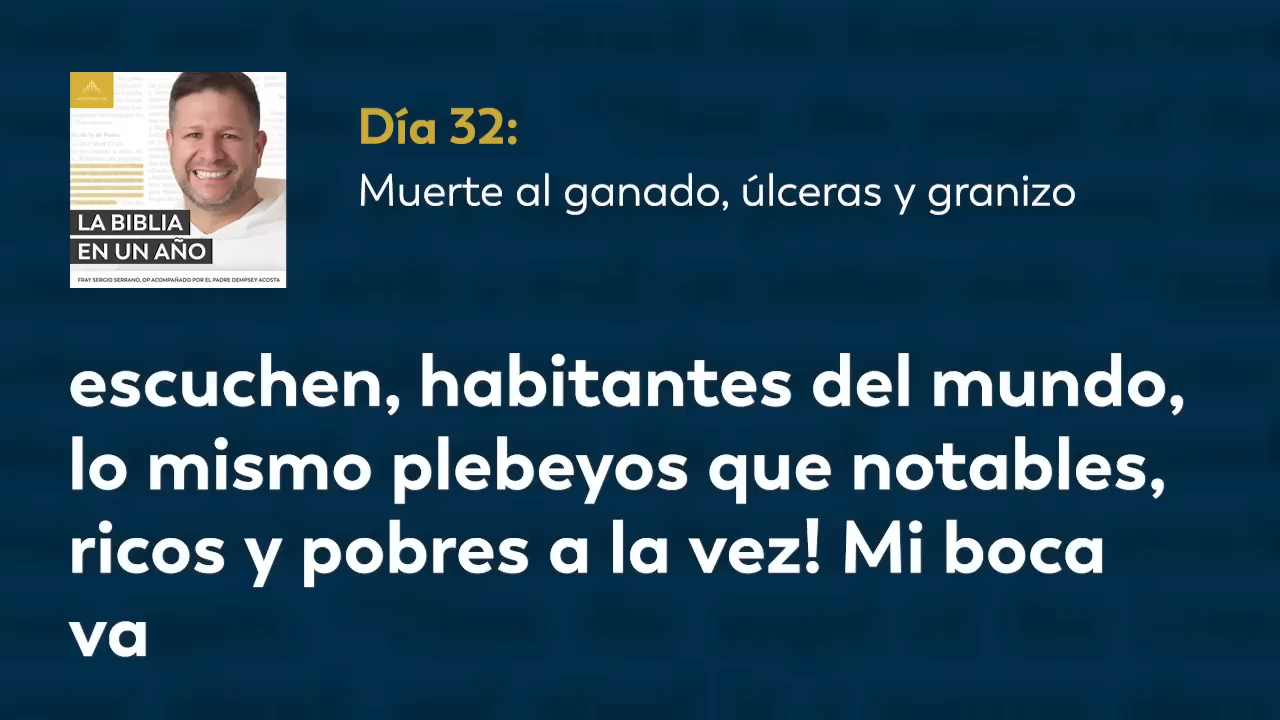 Día 32:
Muerte al ganado, úlceras y granizo
LA BIBLIA
EN UN AÑO
FRAY SERGIO SERRANO, OP ACOMPAÑADO POR EL PADRE DEMPSEY ACOSTA
escuchen, habitantes del mundo,
lo mismo plebeyos que notables,
ricos y pobres a la vez! Mi boca
va